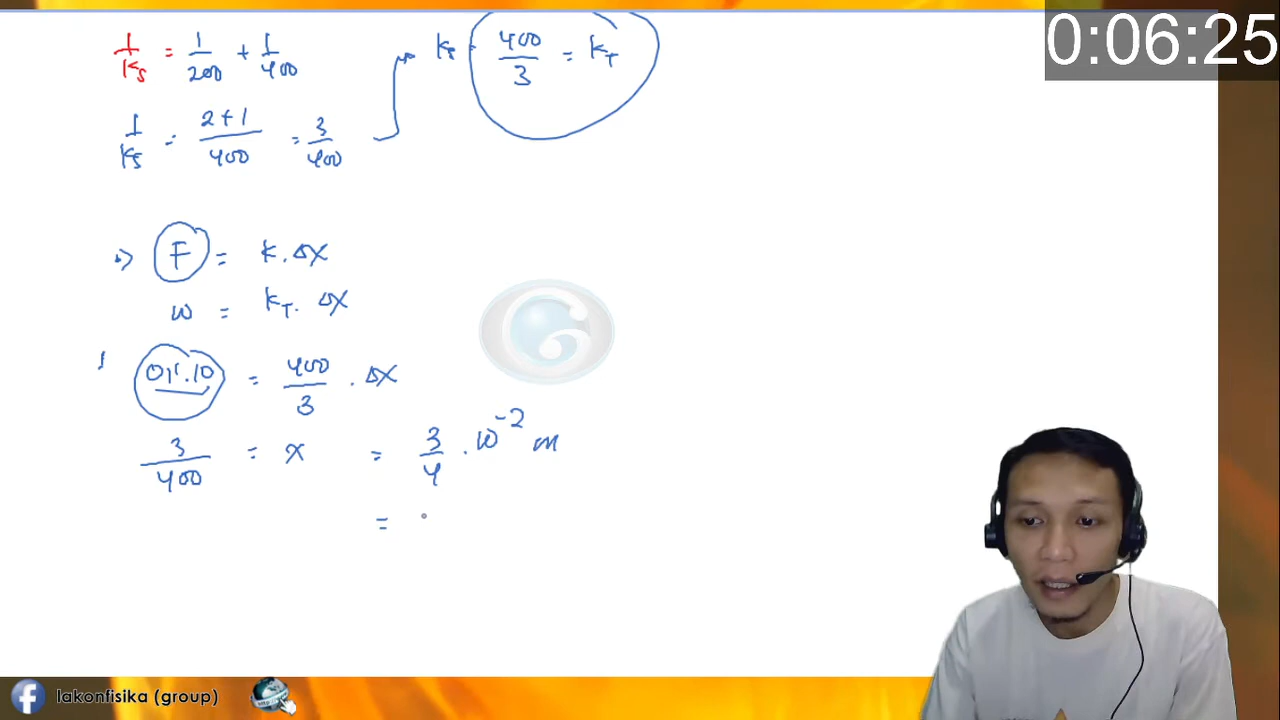 0:06:25
1/ks = 1/200 + 1/400
ks = 400/3 = kT
1/ks = 2+1/400 = 3/400
F = k.Δx
w = kT. Δx
0,1.10 = 400/3 . Δx
3/400 = x = 3/4 . 10^-2 m
=
lakonfisika (group)